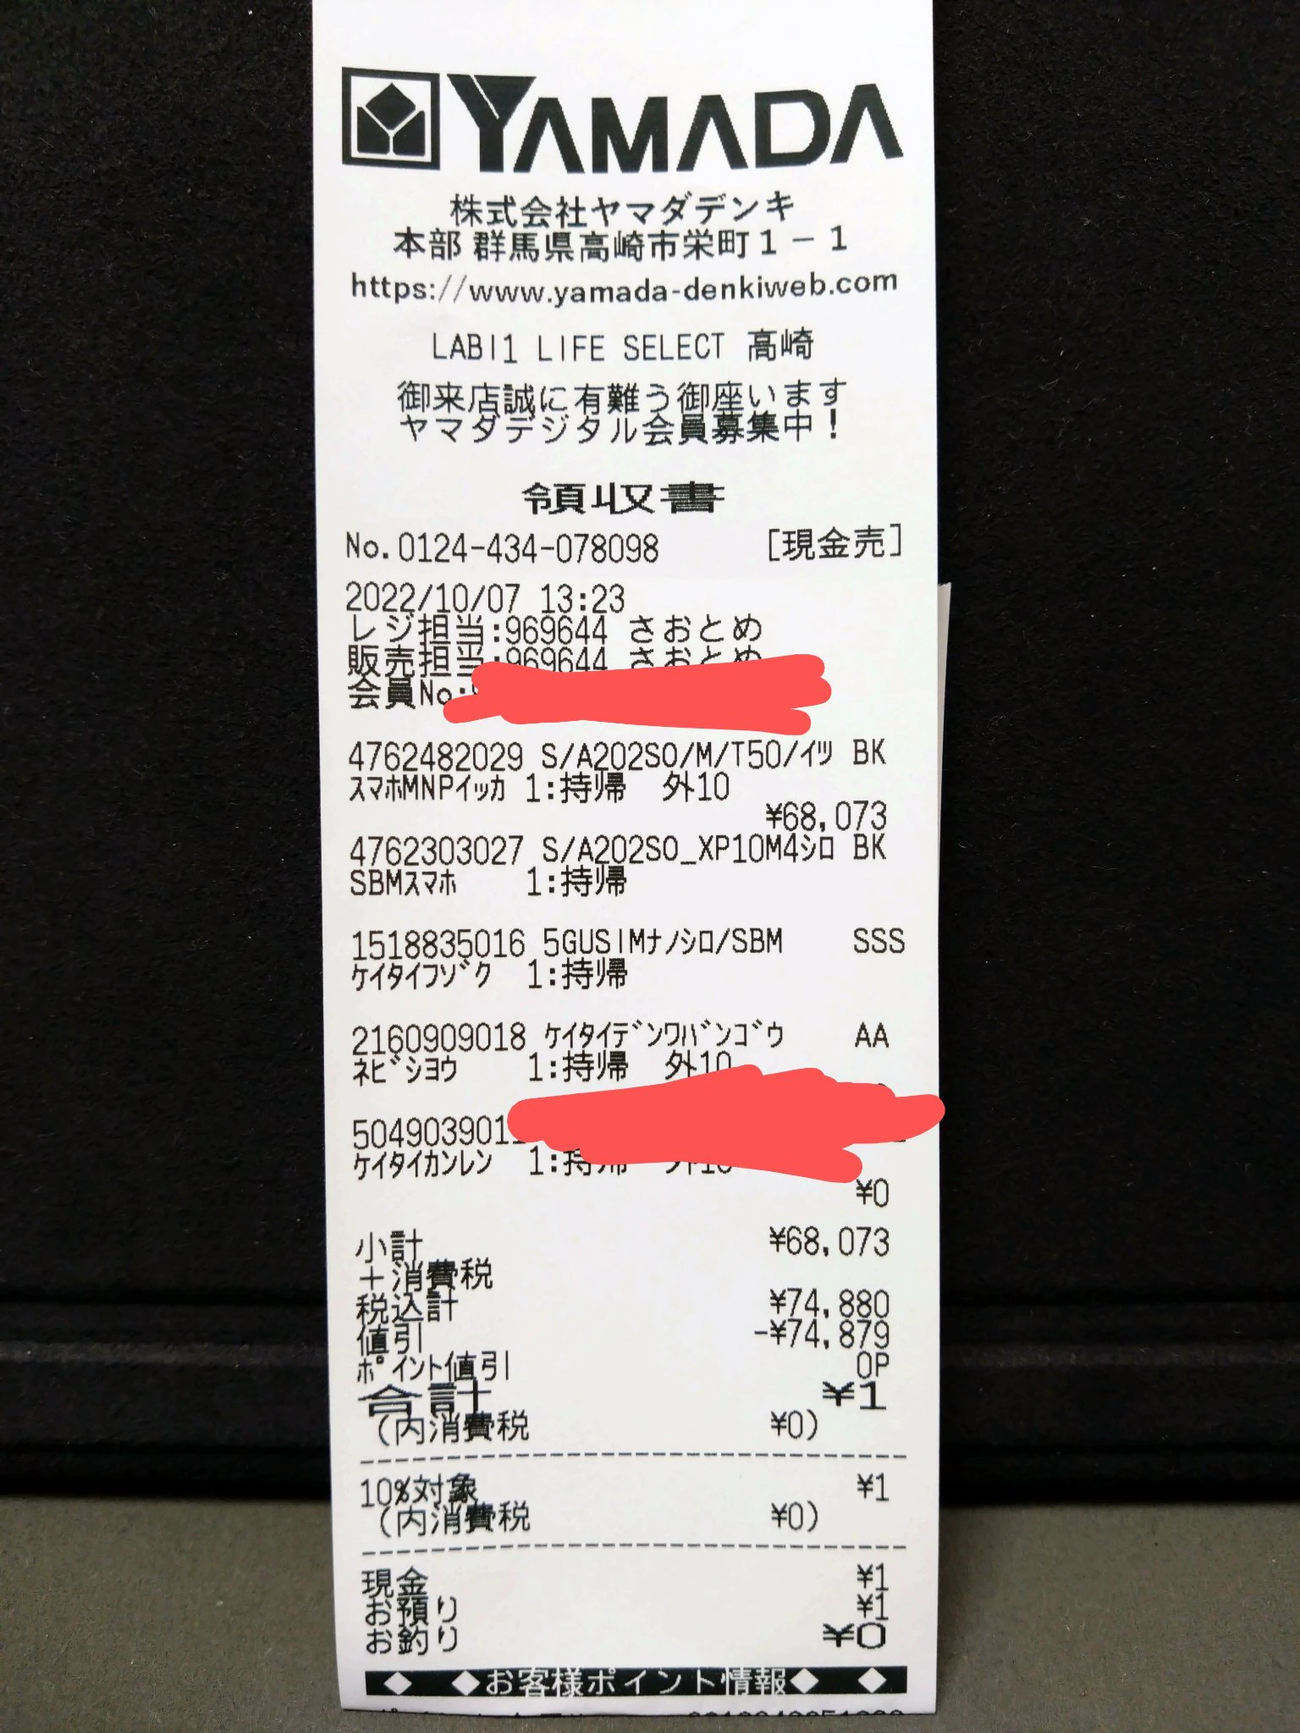 YAMADA
株式会社ヤマダデンキ
本部 群馬県高崎市栄町1-1
https://www.yamada-denkiweb.com
LABI1 LIFE SELECT 高崎
御来店誠に有難う御座います
ヤマダデジタル会員募集中!
領収書
No.0124-434-078098 [現金売]
2022/10/07 13:23
レジ担当:969644 さおとめ
販売担当:969644 さおとめ
会員No:
4762482029 S/A202SO/M/T50/イツ BK
スマホMNPイッカ 1:持帰 外10
¥68,073
4762303027 S/A202SO_XP10M4シロ BK
SBMスマホ 1:持帰
1518835016 5GUSIMナノシロ/SBM SSS
ケイタイフゾク 1:持帰
2160909018 ケイタイデンワバンゴウ AA
ネビショウ 1:持帰 外10
504903901
ケイタイカンレン 1:持帰 外10
¥0
小計 ¥68,073
+消費税
税込計 ¥74,880
値引 -¥74,879
ポイント値引 0P
合計 ¥1
(内消費税 ¥0)
10%対象 ¥1
(内消費税 ¥0)
現金 ¥1
お預り ¥1
お釣り ¥0
◆ ◆お客様ポイント情報◆ ◆